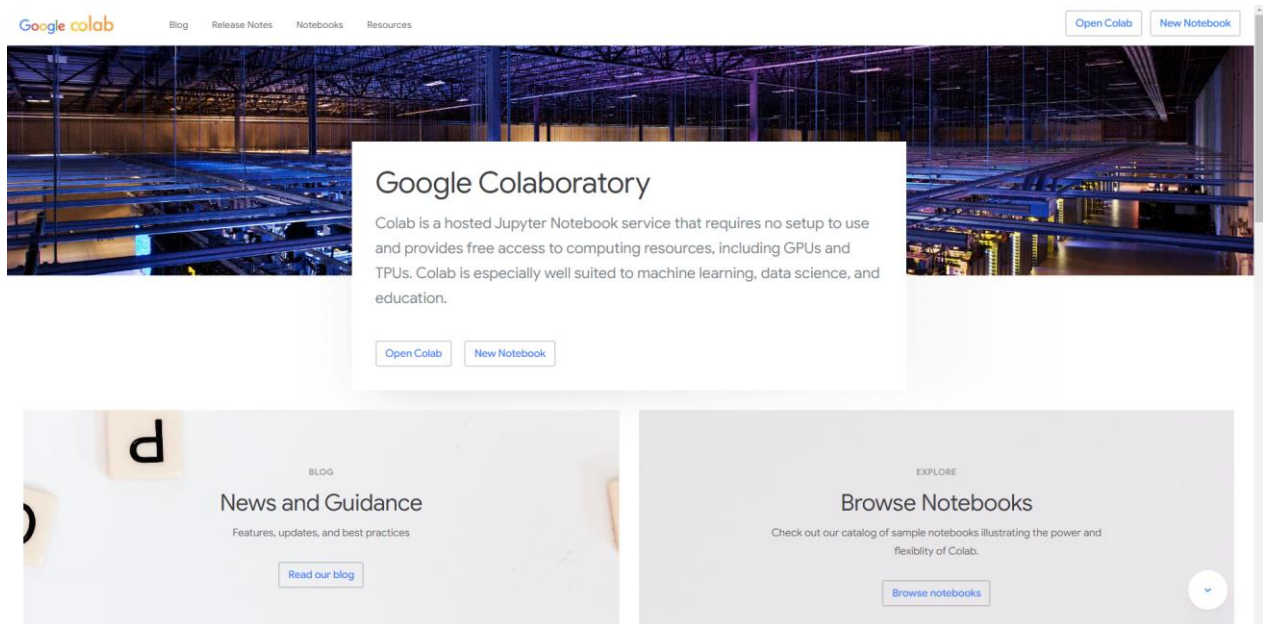 Google colab
Blog Release Notes Notebooks Resources
Open Colab New Notebook
Google Colaboratory
Colab is a hosted Jupyter Notebook service that requires no setup to use
and provides free access to computing resources, including GPUs and
TPUs. Colab is especially well suited to machine learning, data science, and
education.
Open Colab New Notebook
d
BLOG
News and Guidance
Features, updates, and best practices
Read our blog
EXPLORE
Browse Notebooks
Check out our catalog of sample notebooks illustrating the power and
flexiblity of Colab.
Browse notebooks